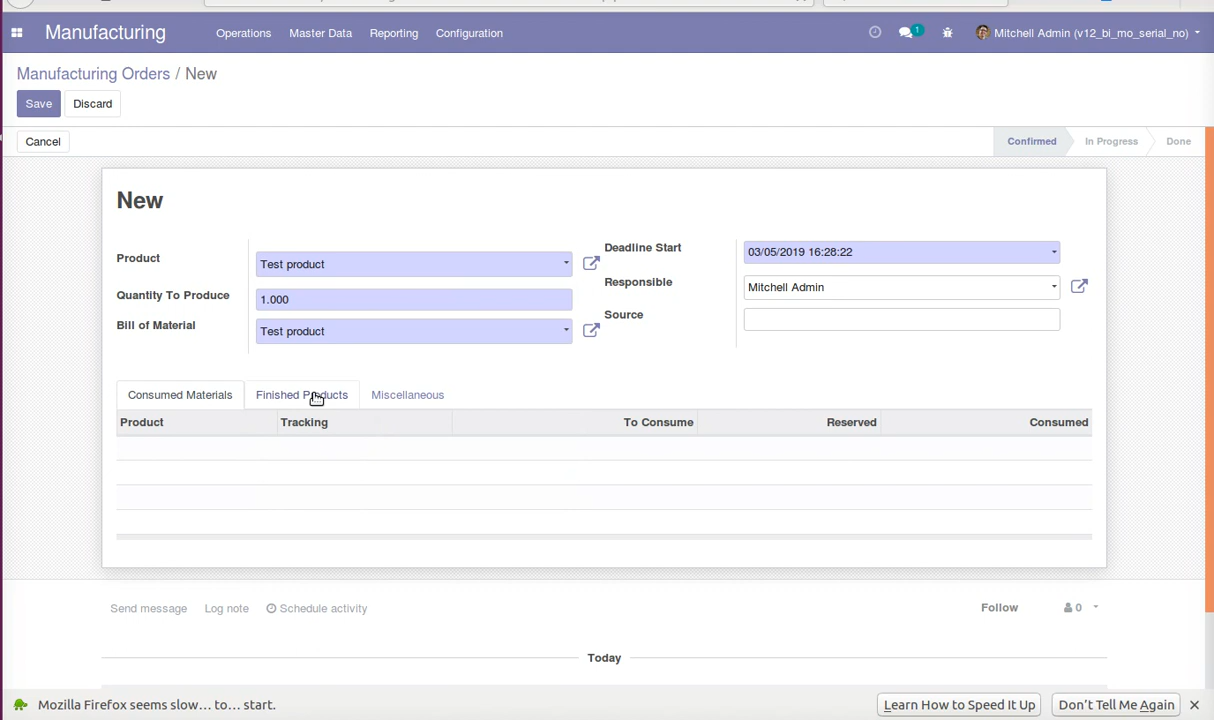 Manufacturing Operations Master Data Reporting Configuration 1 Mitchell Admin (v12_bi_mo_serial_no)
Manufacturing Orders / New
Save Discard
Cancel Confirmed In Progress Done
New
Product Test product
Quantity To Produce 1.000
Bill of Material Test product
Deadline Start 03/05/2019 16:28:22
Responsible Mitchell Admin
Source
Consumed Materials Finished Products Miscellaneous
Product Tracking To Consume Reserved Consumed
Send message Log note Schedule activity Follow 0
Today
Mozilla Firefox seems slow… to… start. Learn How to Speed It Up Don't Tell Me Again